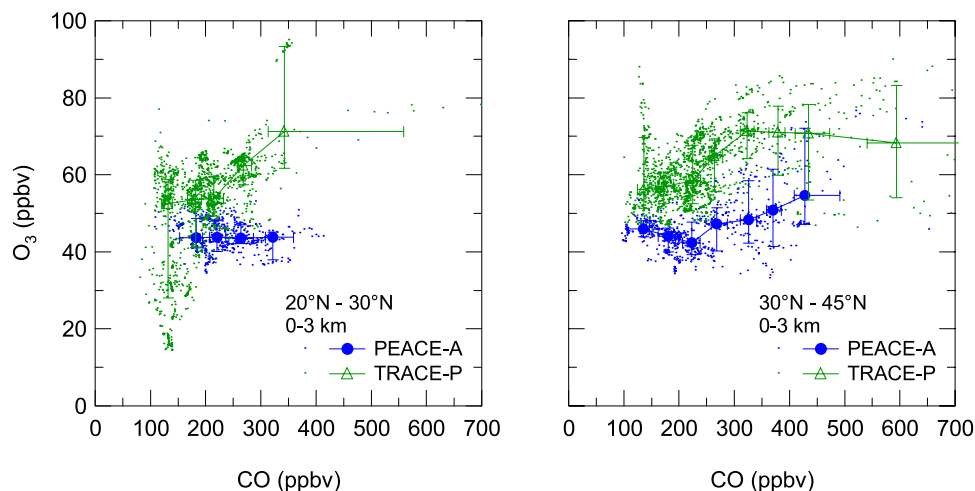 100
80
60
40
20
0
O₃ (ppbv)
20°N - 30°N
0-3 km
PEACE-A
TRACE-P
0 100 200 300 400 500 600 700
CO (ppbv)
30°N - 45°N
0-3 km
PEACE-A
TRACE-P
0 100 200 300 400 500 600 700
CO (ppbv)